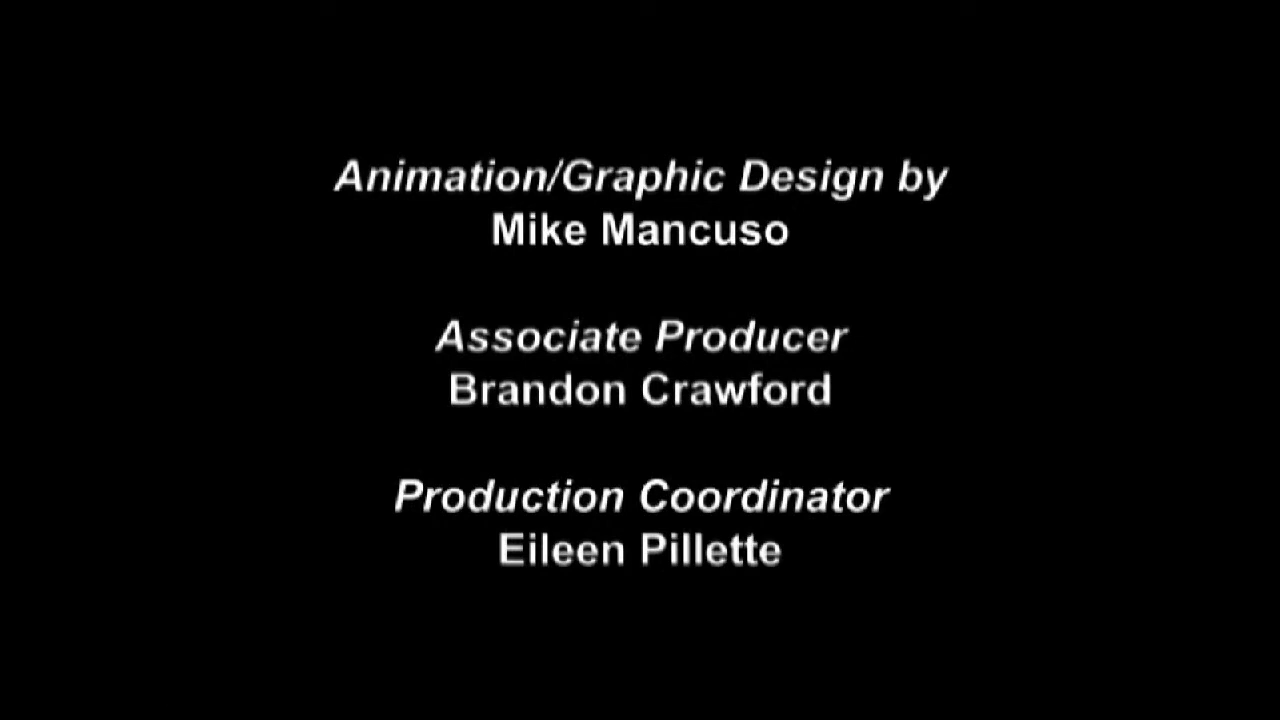 Animation/Graphic Design by
Mike Mancuso
Associate Producer
Brandon Crawford
Production Coordinator
Eileen Pillette